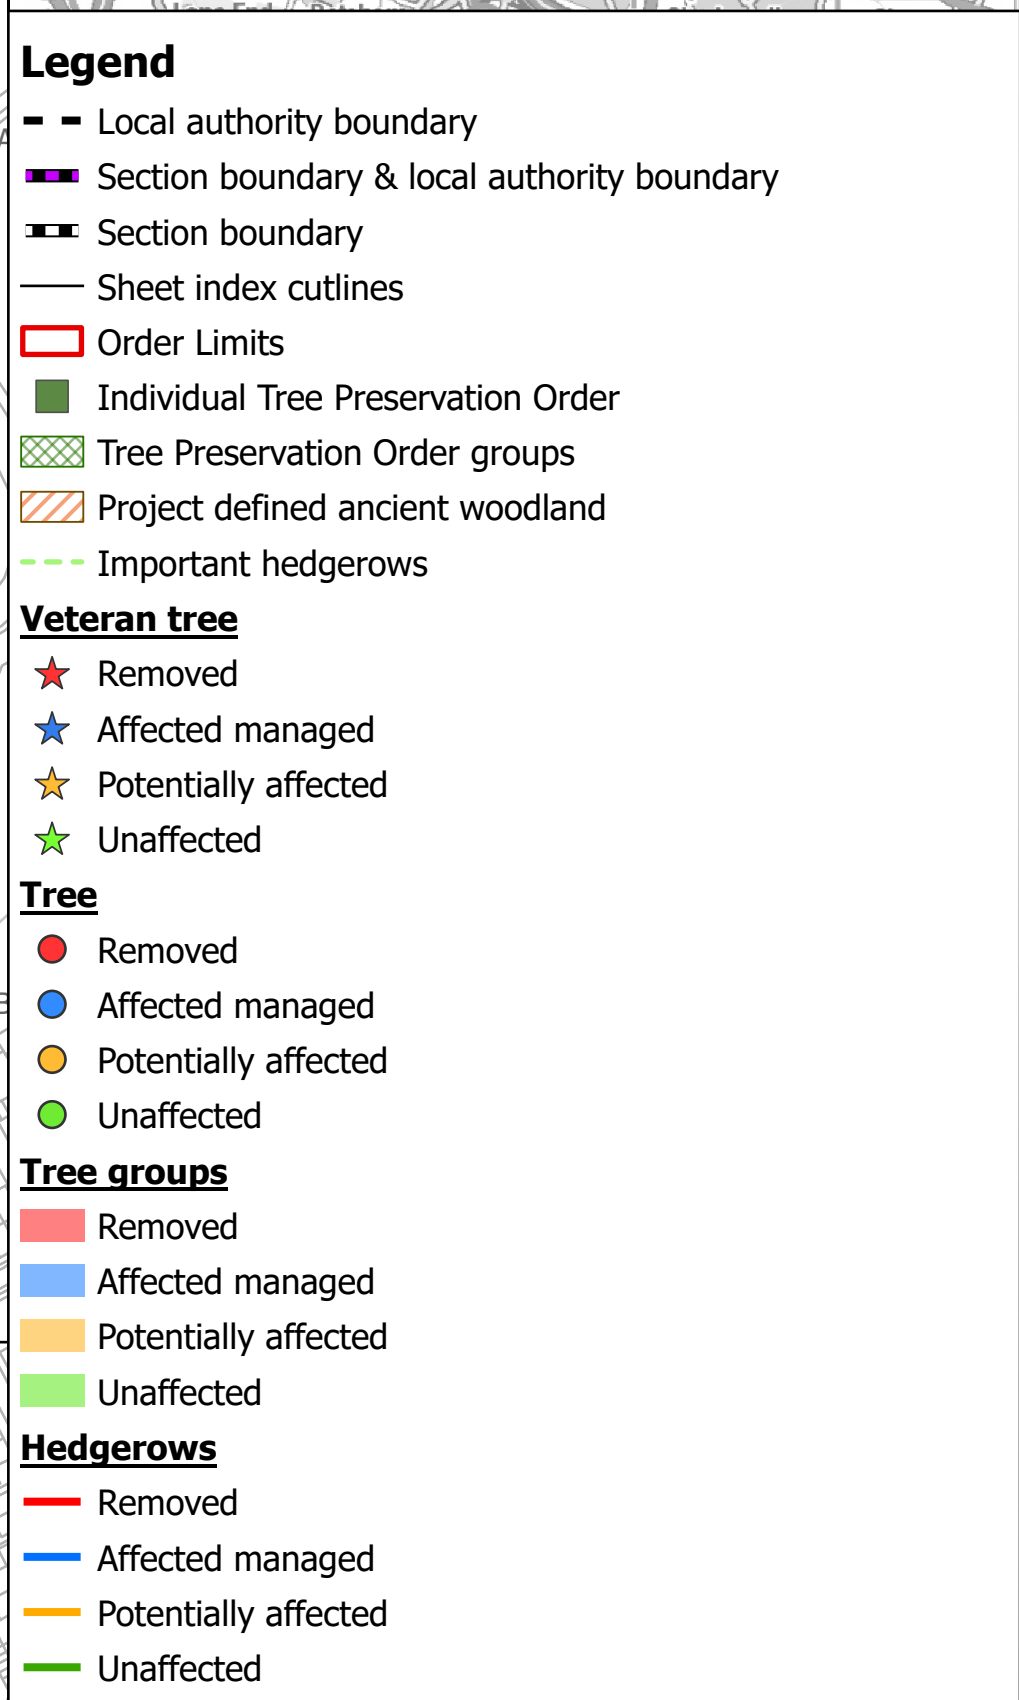 Legend
Local authority boundary
Section boundary & local authority boundary
Section boundary
Sheet index cutlines
Order Limits
Individual Tree Preservation Order
Tree Preservation Order groups
Project defined ancient woodland
Important hedgerows
Veteran tree
Removed
Affected managed
Potentially affected
Unaffected
Tree
Removed
Affected managed
Potentially affected
Unaffected
Tree groups
Removed
Affected managed
Potentially affected
Unaffected
Hedgerows
Removed
Affected managed
Potentially affected
Unaffected